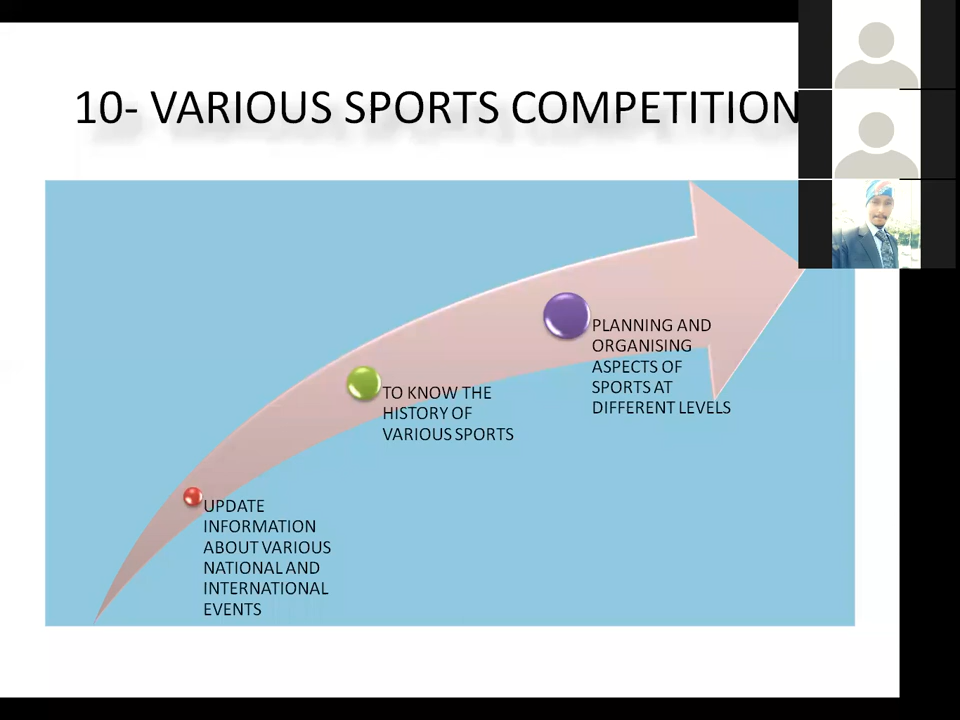 10- VARIOUS SPORTS COMPETITION
PLANNING AND
ORGANISING
ASPECTS OF
SPORTS AT
DIFFERENT LEVELS
TO KNOW THE
HISTORY OF
VARIOUS SPORTS
UPDATE
INFORMATION
ABOUT VARIOUS
NATIONAL AND
INTERNATIONAL
EVENTS